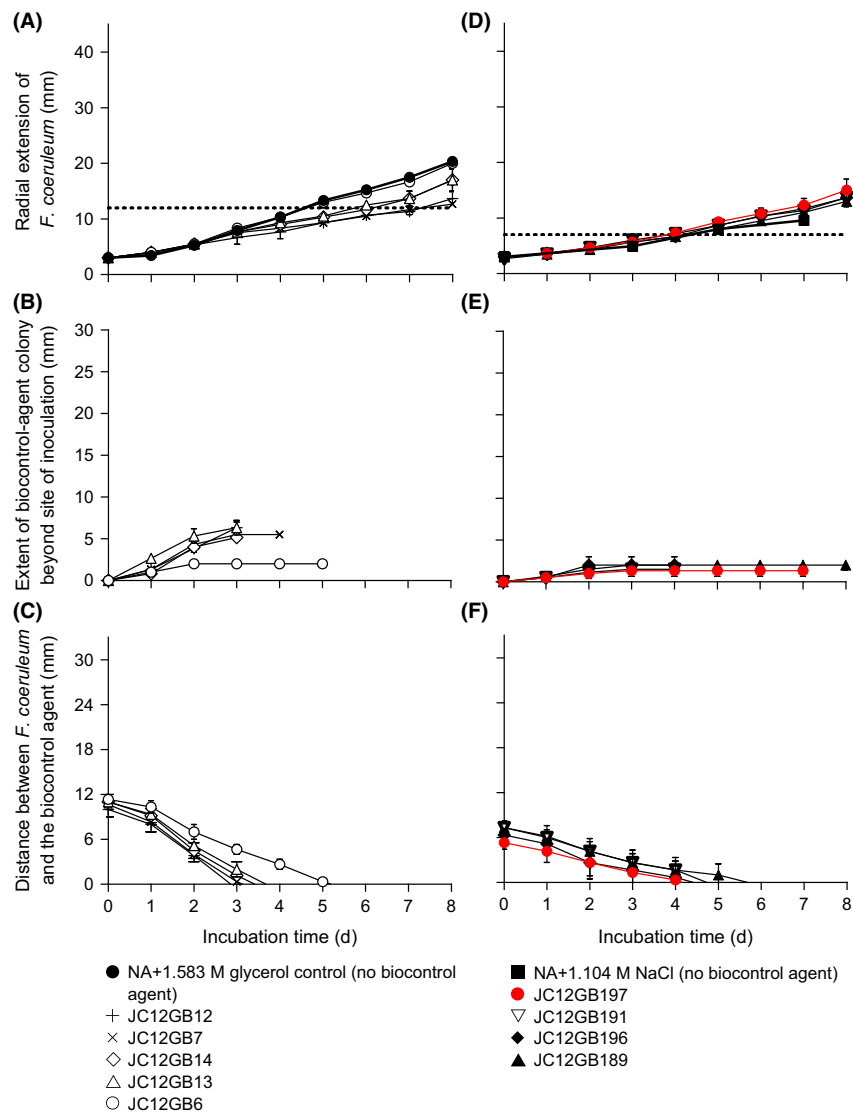 (A)
Radial extension of
F. coeruleum (mm)
40
30
20
10
0
(D)
(B)
Extent of biocontrol-agent colony
beyond site of inoculation (mm)
30
25
20
15
10
5
0
(E)
(C)
Distance between F. coeruleum
and the biocontrol agent (mm)
30
24
18
12
6
0
0 1 2 3 4 5 6 7 8
Incubation time (d)
(F)
0 1 2 3 4 5 6 7 8
Incubation time (d)
NA+1.583 M glycerol control (no biocontrol
agent)
JC12GB12
JC12GB7
JC12GB14
JC12GB13
JC12GB6
NA+1.104 M NaCl (no biocontrol agent)
JC12GB197
JC12GB191
JC12GB196
JC12GB189